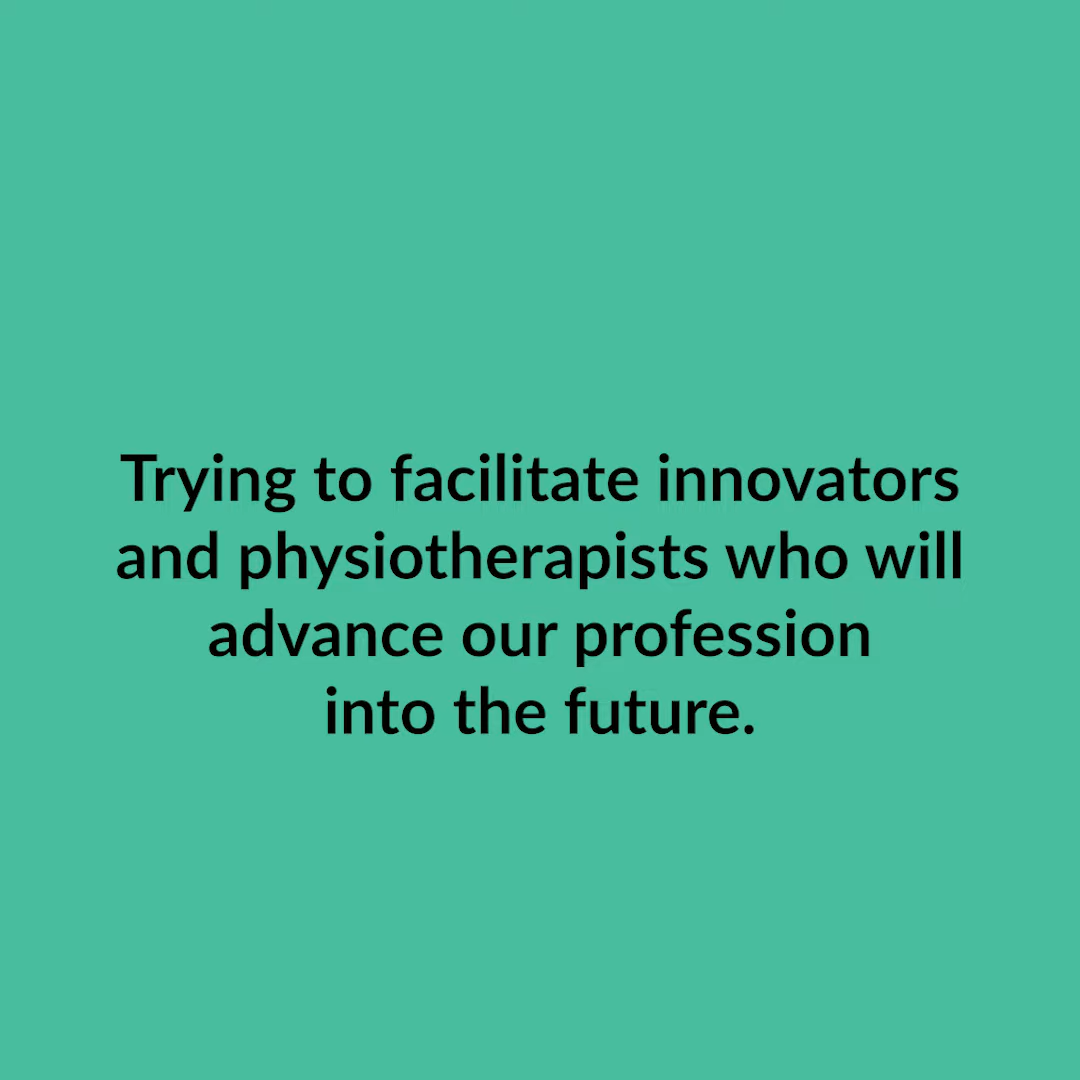 Trying to facilitate innovators
and physiotherapists who will
advance our profession
into the future.